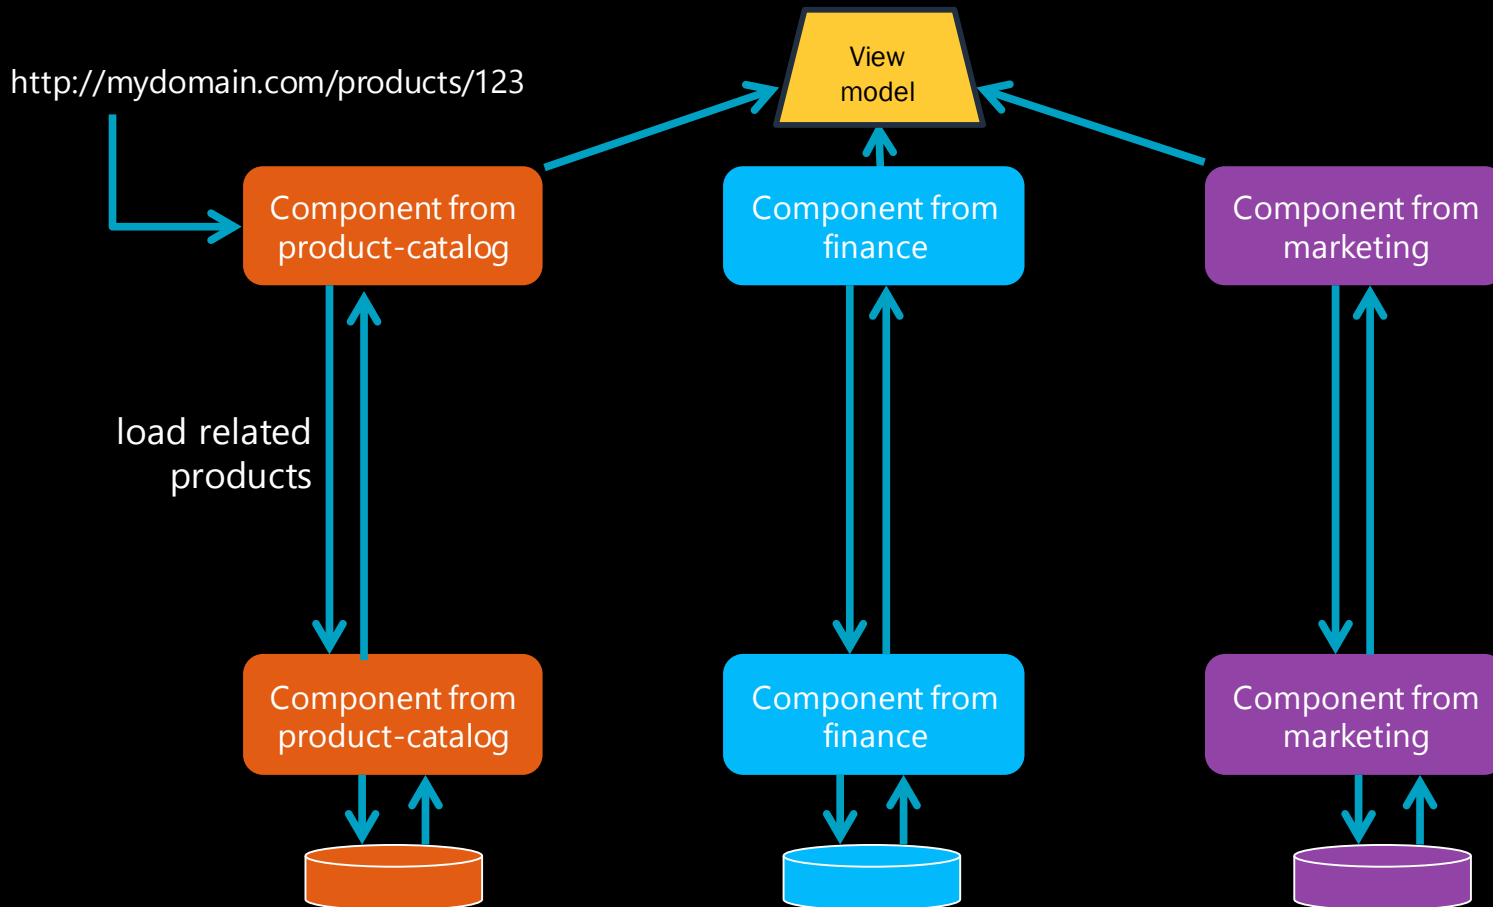 View
model
http://mydomain.com/products/123
Component from
product-catalog
Component from
finance
Component from
marketing
load related
products
Component from
product-catalog
Component from
finance
Component from
marketing